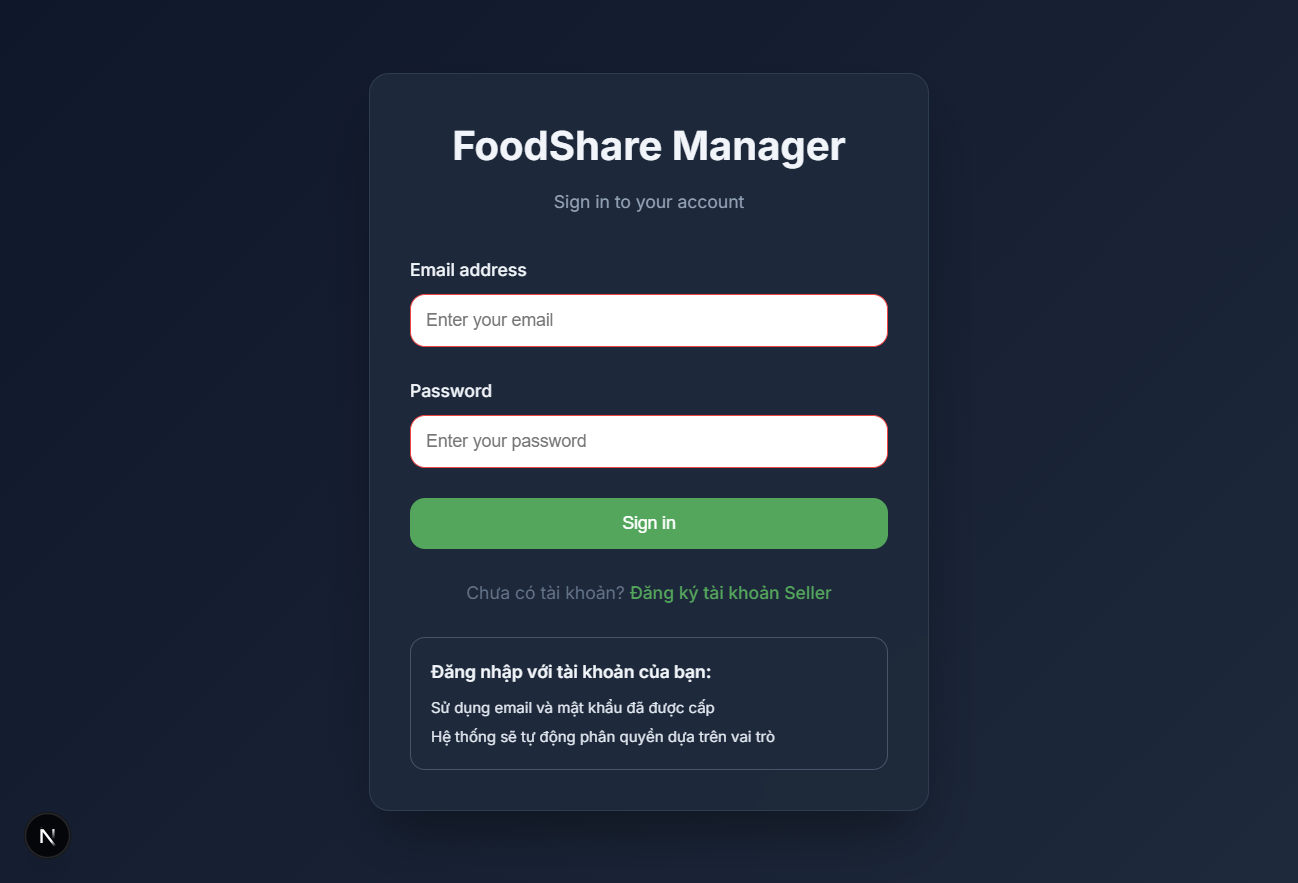 FoodShare Manager
Sign in to your account
Email address
Enter your email
Password
Enter your password
Sign in
Chưa có tài khoản? Đăng ký tài khoản Seller
Đăng nhập với tài khoản của bạn:
Sử dụng email và mật khẩu đã được cấp
Hệ thống sẽ tự động phân quyền dựa trên vai trò
N